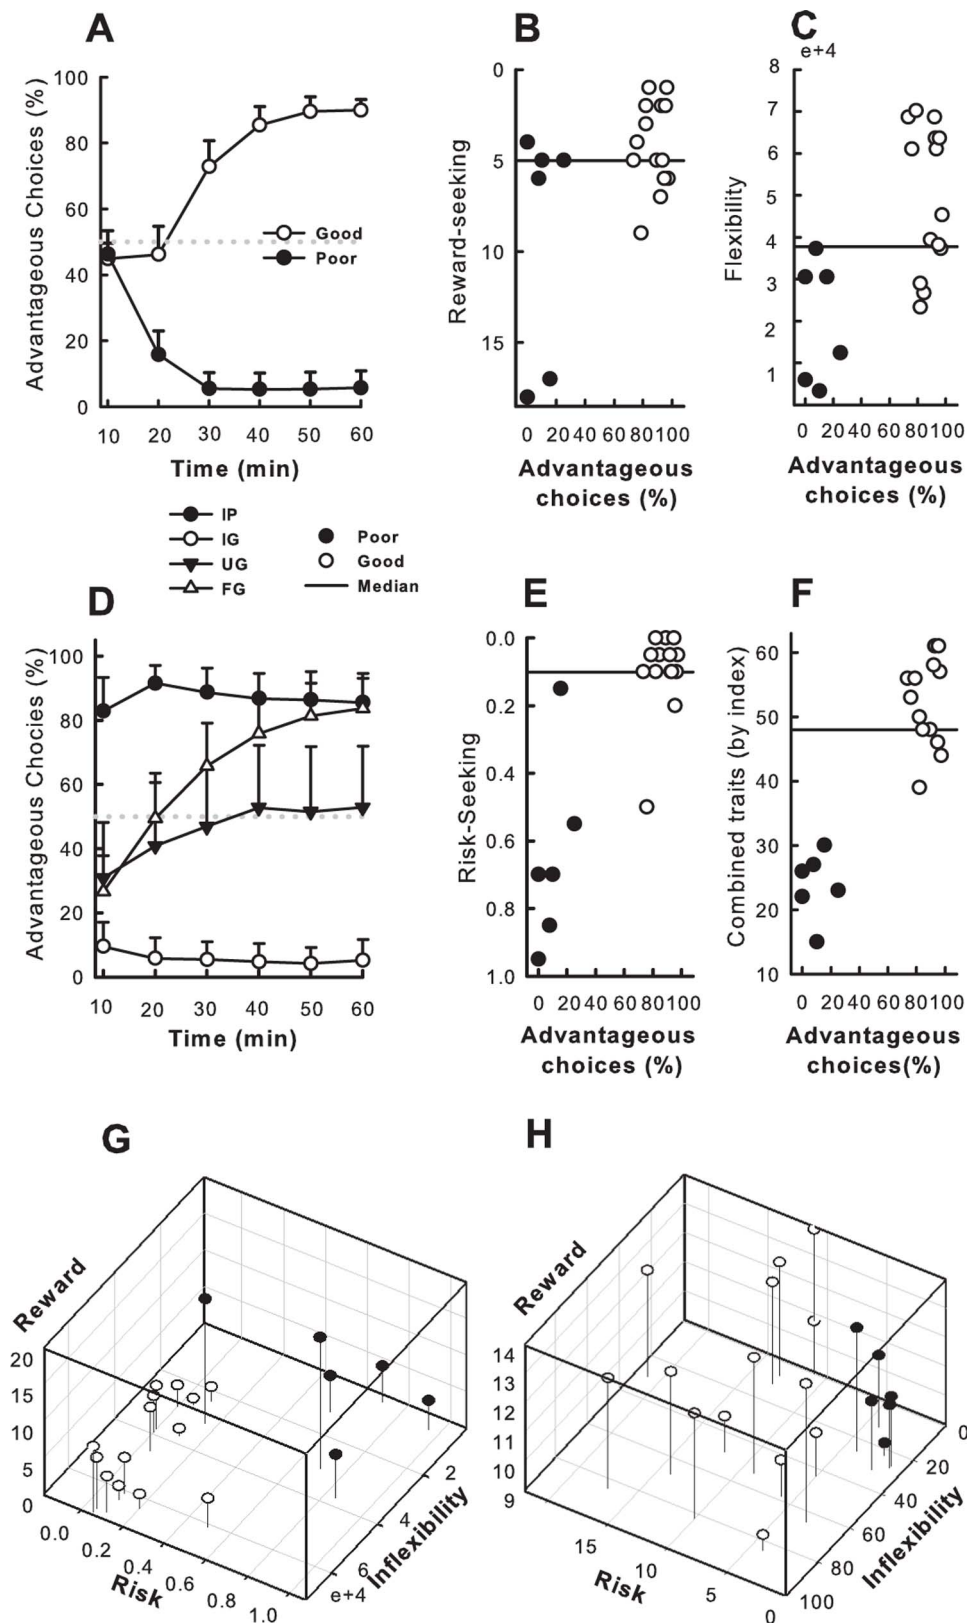 A
Advantageous Choices (%)
100
80
60
40
20
0
Good
Poor
10 20 30 40 50 60
Time (min)
B
Reward-seeking
0
5
10
15
0 20 40 60 80 100
Advantageous
choices (%)
C
e+4
Flexibility
8
7
6
5
4
3
2
1
0 20 40 60 80 100
Advantageous
choices (%)
IP
IG
UG
FG
Poor
Good
Median
D
Advantageous Chocies (%)
100
80
60
40
20
0
10 20 30 40 50 60
Time (min)
E
Risk-Seeking
0.0
0.2
0.4
0.6
0.8
1.0
0 20 40 60 80 100
Advantageous
choices (%)
F
Combined traits (by index)
60
50
40
30
20
10
0 20 40 60 80 100
Advantageous
choices(%)
G
Reward
20
15
10
5
0
0.0
0.2
0.4
0.6
0.8
1.0
Risk
2
4
6
e+4
Inflexibility
H
Reward
14
13
12
11
10
9
15
10
5
0
Risk
0
20
40
60
80
100
Inflexibility